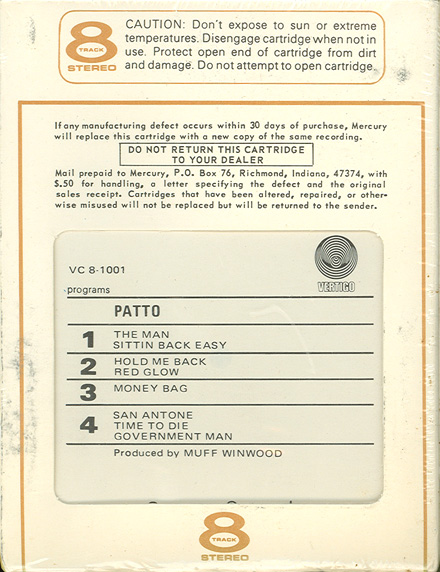 8
TRACK
STEREO
CAUTION: Don't expose to sun or extreme
temperatures. Disengage cartridge when not in
use. Protect open end of cartridge from dirt
and damage. Do not attempt to open cartridge.
If any manufacturing defect occurs within 30 days of purchase, Mercury
will replace this cartridge with a new copy of the same recording.
DO NOT RETURN THIS CARTRIDGE
TO YOUR DEALER
Mail prepaid to Mercury, P.O. Box 76, Richmond, Indiana, 47374, with
$.50 for handling, a letter specifying the defect and the original
sales receipt. Cartridges that have been altered, repaired, or other-
wise misused will not be replaced but will be returned to the sender.
VC 8-1001
VERTIGO
programs
PATTO
1 THE MAN
SITTIN BACK EASY
2 HOLD ME BACK
RED GLOW
3 MONEY BAG
4 SAN ANTONE
TIME TO DIE
GOVERNMENT MAN
Produced by MUFF WINWOOD
8
TRACK
STEREO